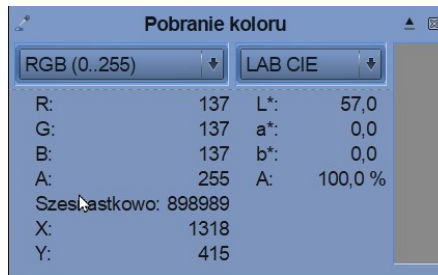 Pobranie koloru
RGB (0..255) LAB CIE
R: 137 L*: 57,0
G: 137 a*: 0,0
B: 137 b*: 0,0
A: 255 A: 100,0 %
898989
X: 1318
Y: 415